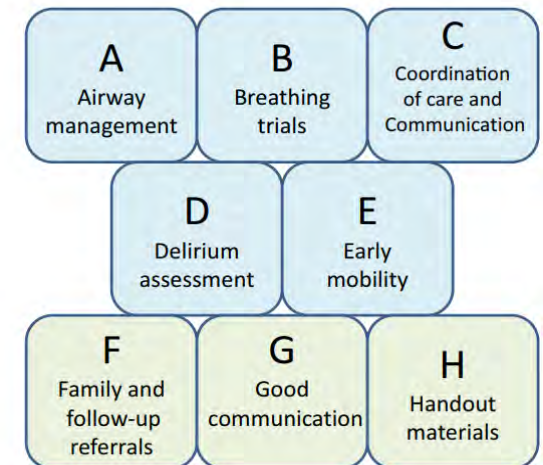 A
Airway
management
B
Breathing
trials
C
Coordination
of care and
Communication
D
Delirium
assessment
E
Early
mobility
F
Family and
follow-up
referrals
G
Good
communication
H
Handout
materials